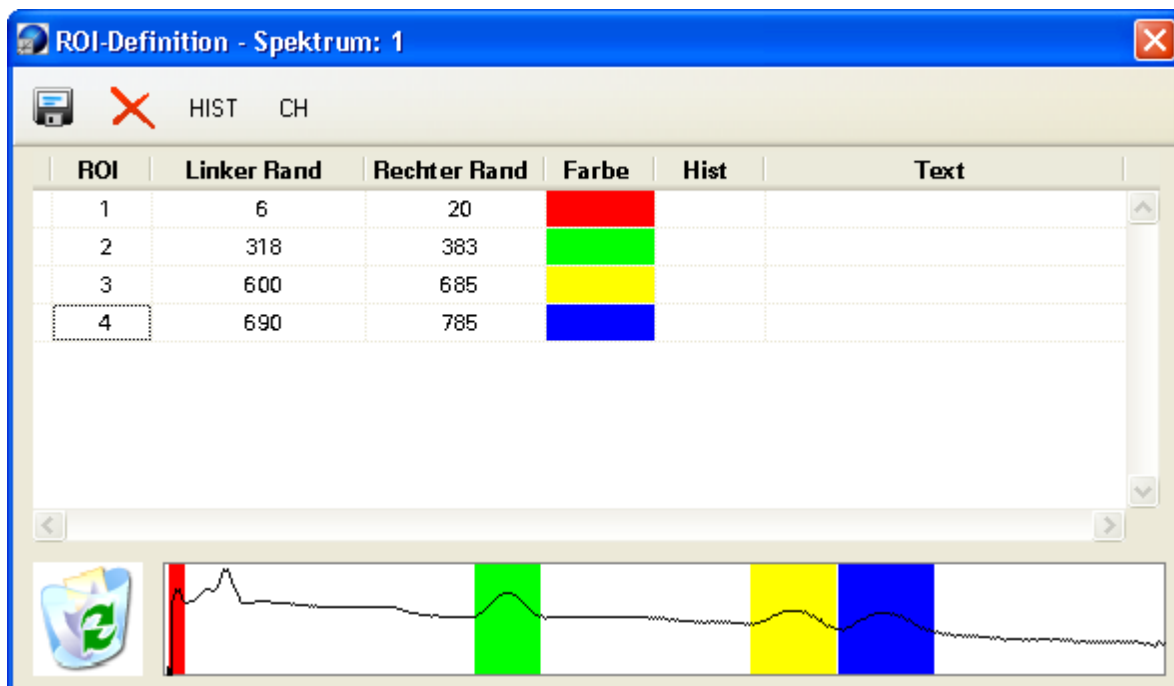 ROI-Definition - Spektrum: 1
HIST CH
ROI Linker Rand Rechter Rand Farbe Hist Text
1 6 20
2 318 383
3 600 685
4 690 785